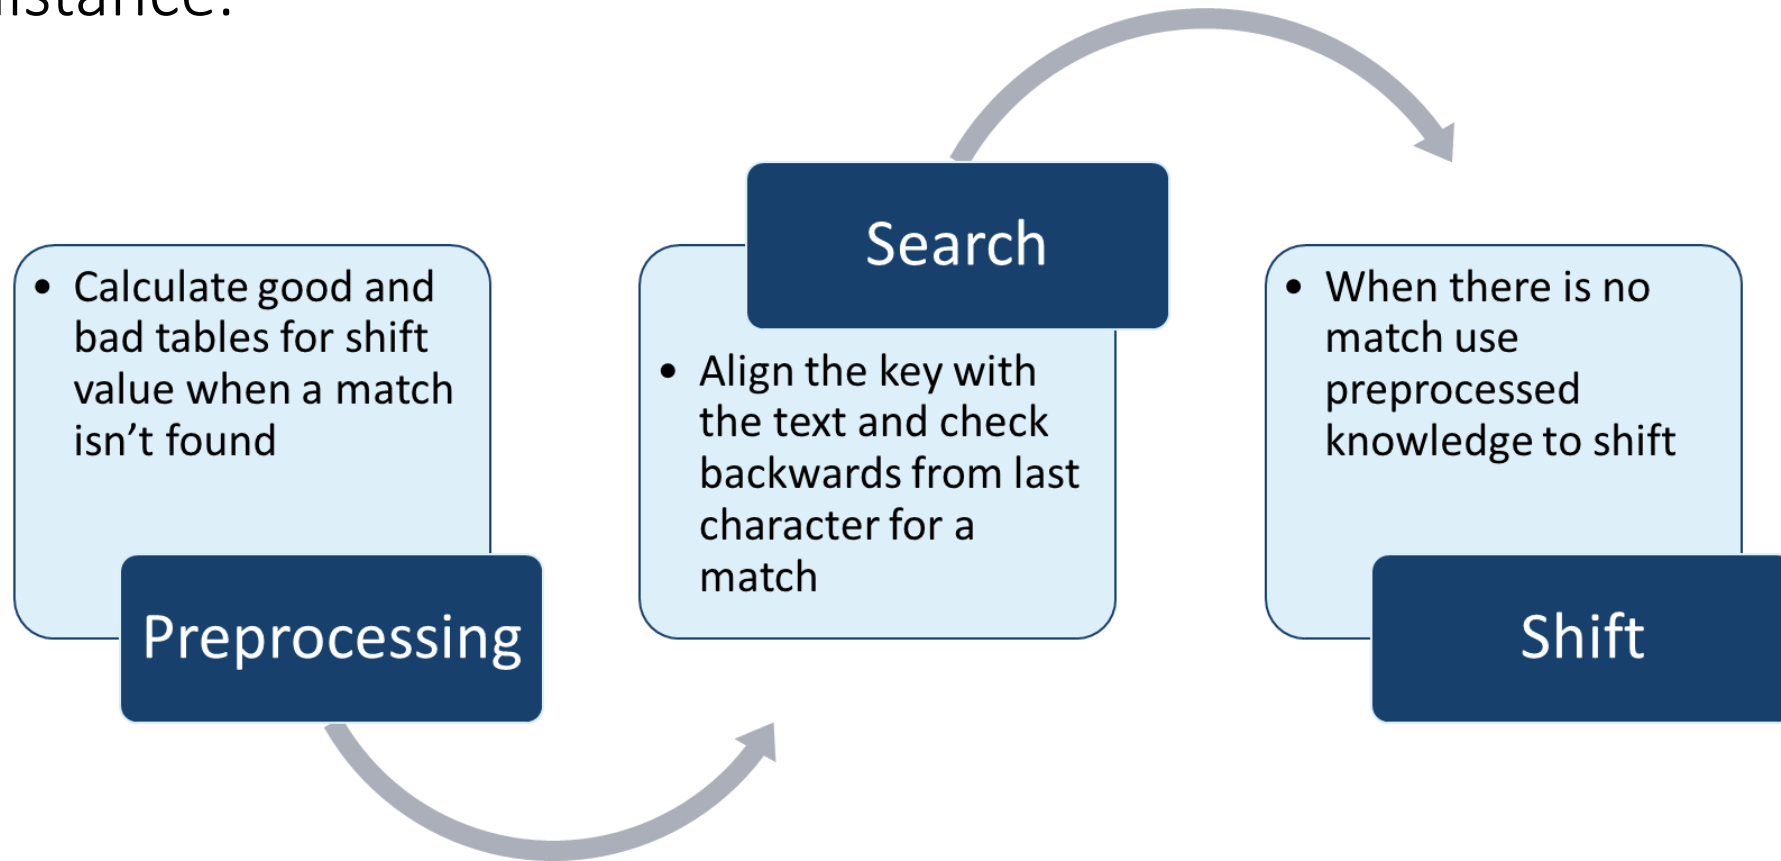 • Calculate good and
bad tables for shift
value when a match
isn’t found
Preprocessing
Search
• Align the key with
the text and check
backwards from last
character for a
match
• When there is no
match use
preprocessed
knowledge to shift
Shift